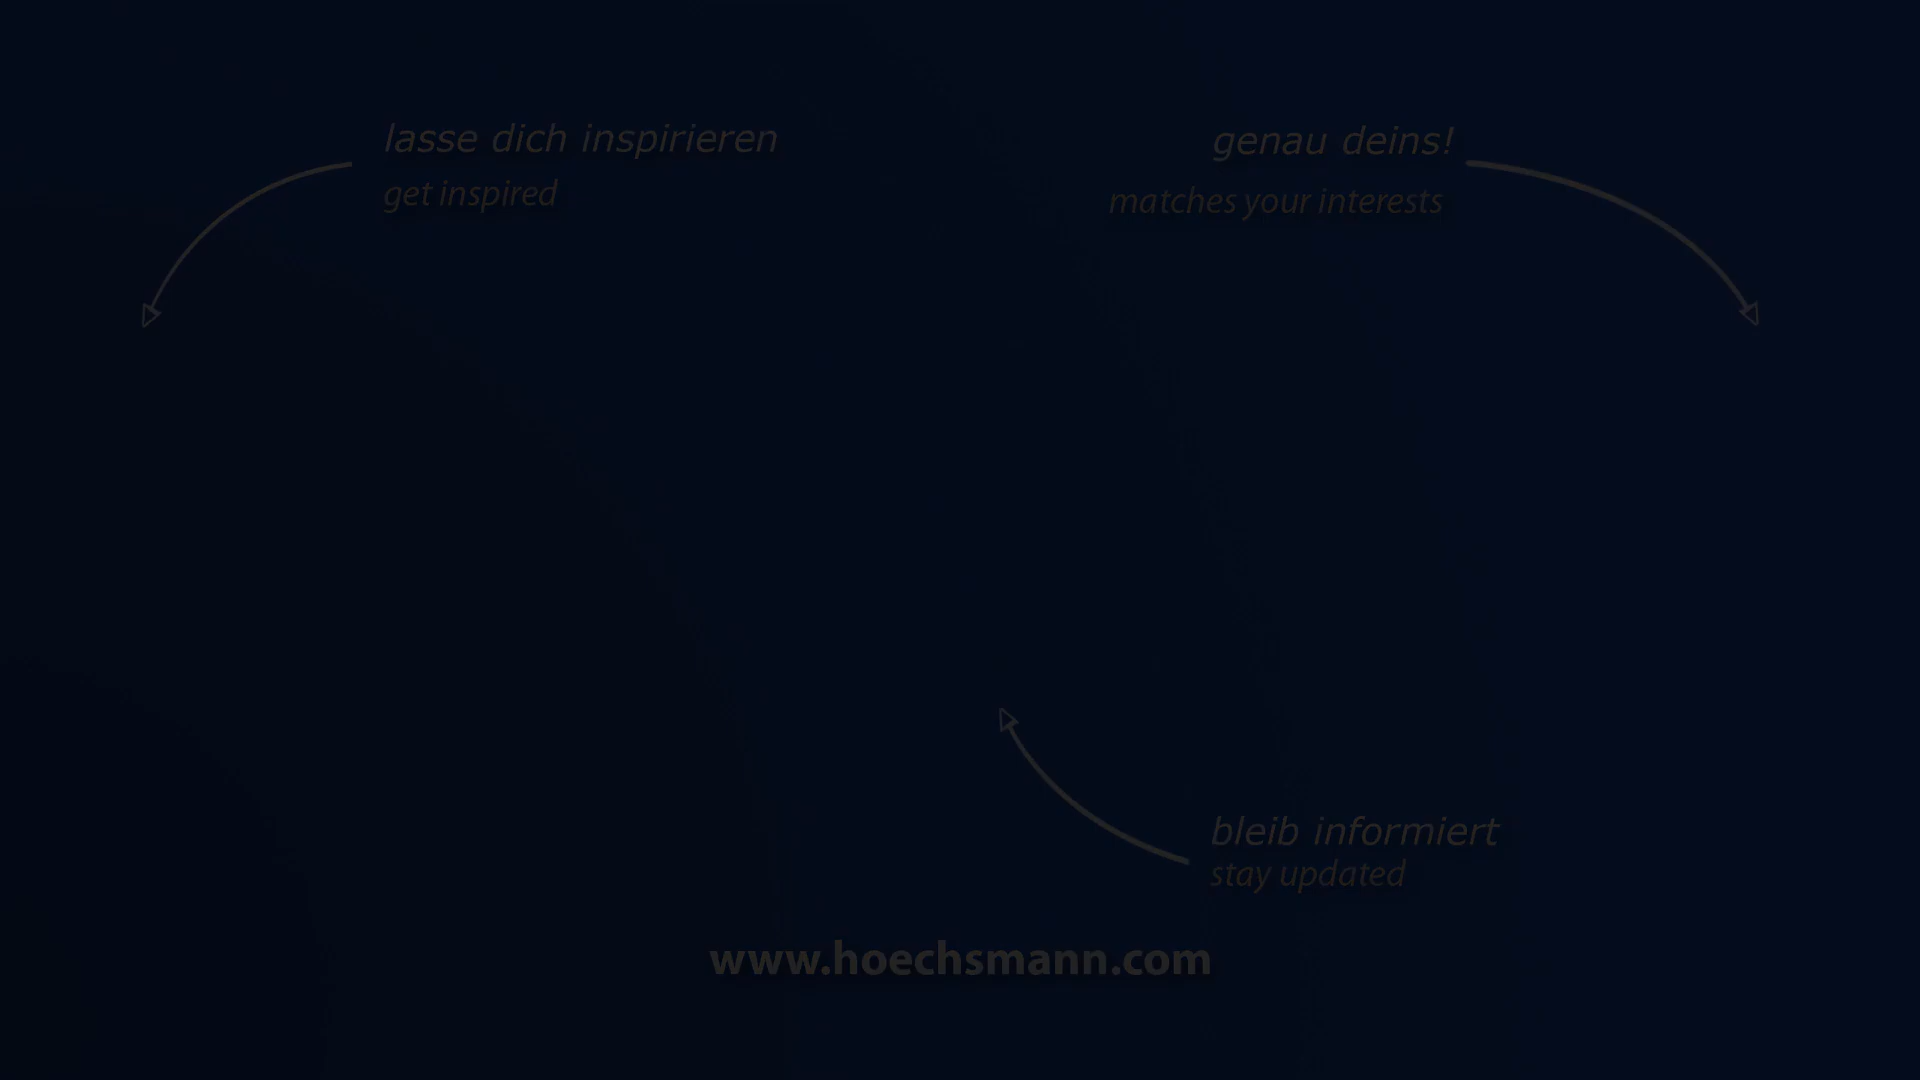 lasse dich inspirieren
get inspired
genau deins!
matches your interests
bleib informiert
stay updated
www.hoechsmann.com